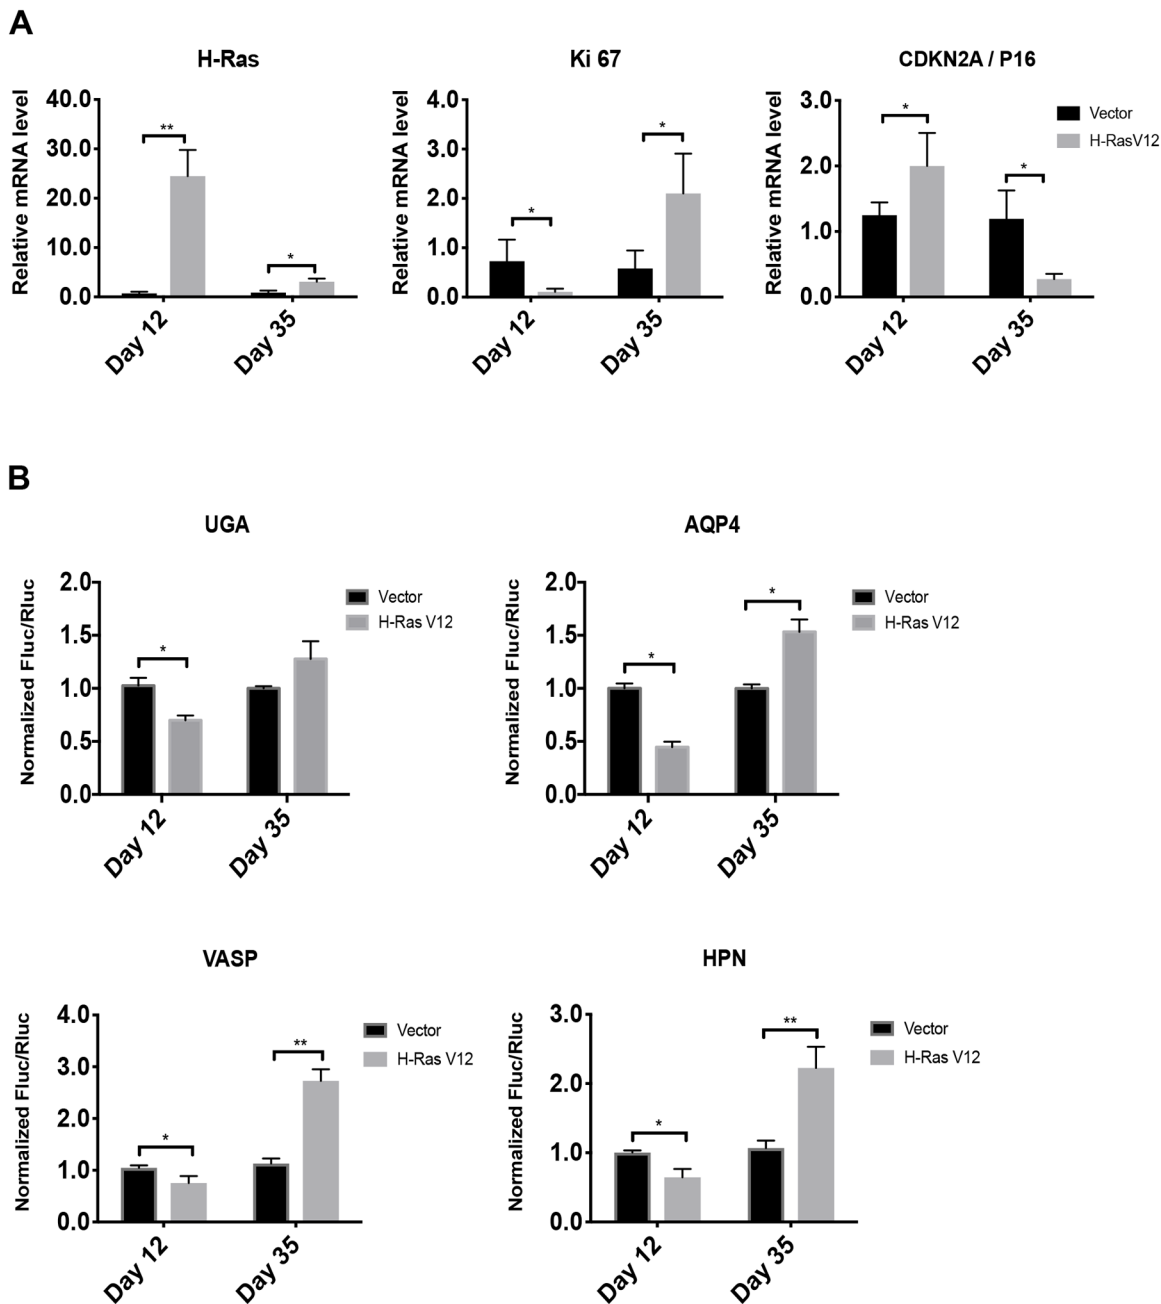 A
H-Ras
Ki 67
CDKN2A / P16
Relative mRNA level
40.0
30.0
20.0
10.0
0.0
**
*
Day 12
Day 35
Relative mRNA level
4.0
3.0
2.0
1.0
0.0
*
*
Day 12
Day 35
Relative mRNA level
3.0
2.0
1.0
0.0
*
*
Day 12
Day 35
Vector
H-RasV12
B
UGA
Normalized Fluc/Rluc
2.0
1.5
1.0
0.5
0.0
*
Day 12
Day 35
Vector
H-Ras V12
AQP4
Normalized Fluc/Rluc
2.0
1.5
1.0
0.5
0.0
*
*
Day 12
Day 35
Vector
H-Ras V12
VASP
Normalized Fluc/Rluc
4.0
3.0
2.0
1.0
0.0
*
**
Day 12
Day 35
Vector
H-Ras V12
HPN
Normalized Fluc/Rluc
3.0
2.0
1.0
0.0
*
**
Day 12
Day 35
Vector
H-Ras V12